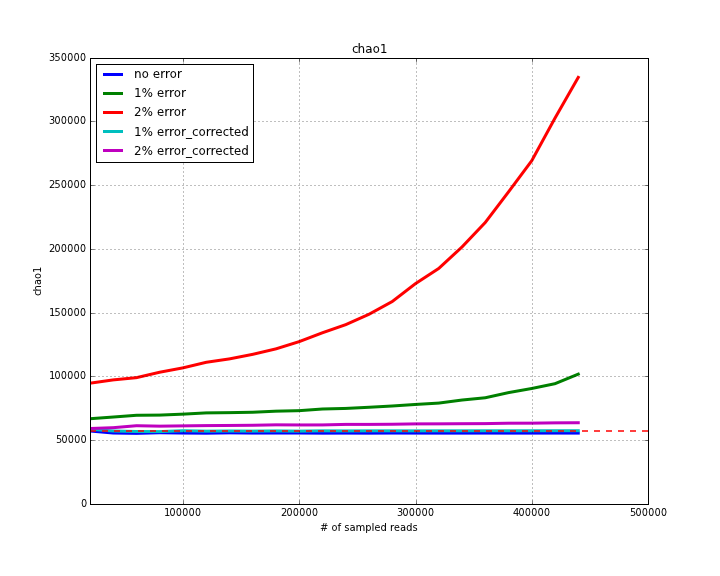 chao1
350000
300000
250000
200000
150000
100000
50000
0
chao1
no error
1% error
2% error
1% error_corrected
2% error_corrected
100000
200000
300000
400000
500000
# of sampled reads